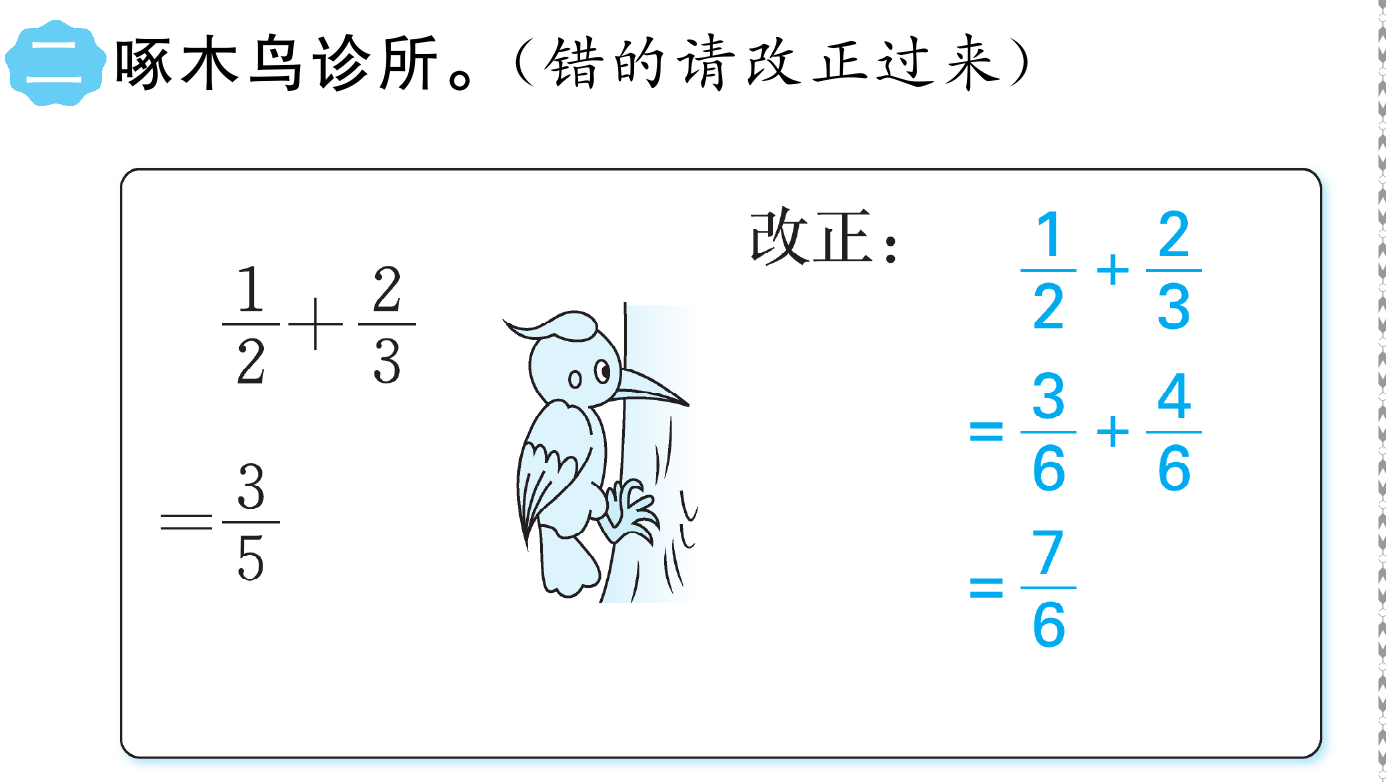 二 啄木鸟诊所。(错的请改正过来)
1/2 + 2/3
= 3/5
改正: 1/2 + 2/3
= 3/6 + 4/6
= 7/6